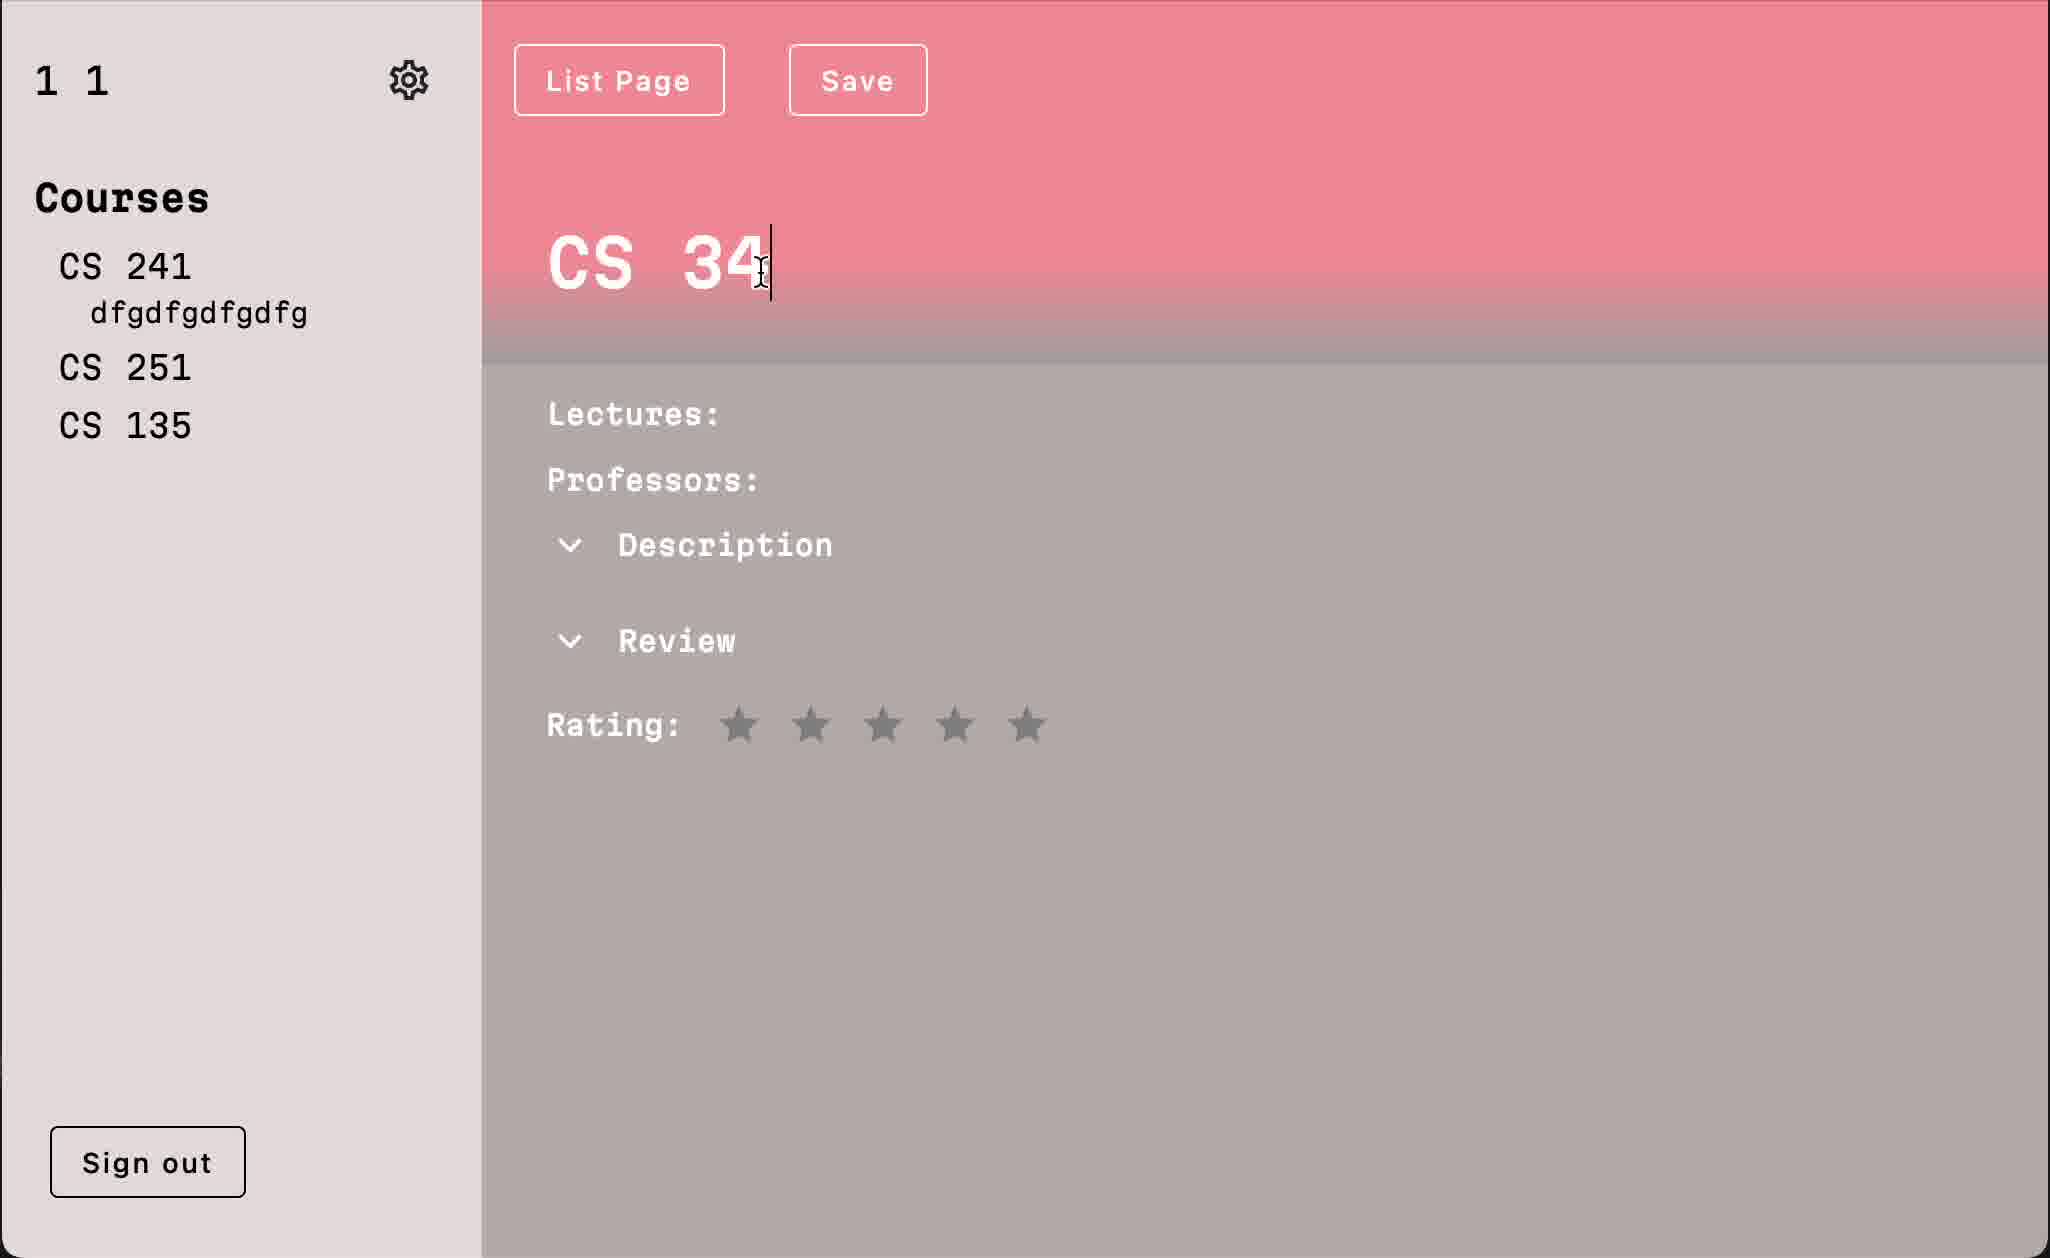 1 1
Courses
CS 241
dfgdfgdfgdfg
CS 251
CS 135
Sign out
List Page
Save
CS 34
Lectures:
Professors:
Description
Review
Rating: